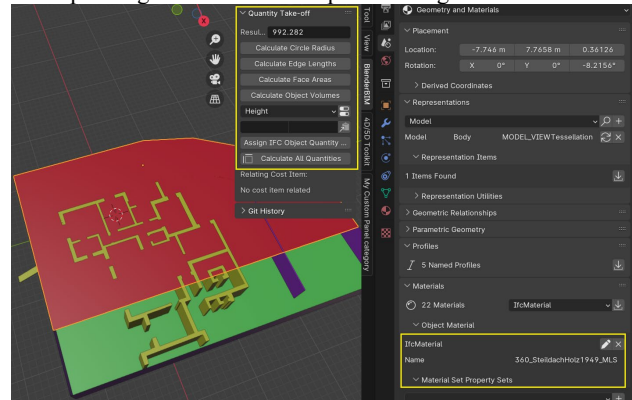 Quantity Take-off
Resul... 992.282
Calculate Circle Radius
Calculate Edge Lengths
Calculate Face Areas
Calculate Object Volumes
Height
Assign IFC Object Quantity ...
Calculate All Quantities
Relating Cost Item:
No cost item related
Git History
Tool
View
BlenderBIM
4D/5D Toolkit
My Custom Panel category
Geometry and Materials
Placement
Location: -7.746 m 7.7658 m 0.36126
Rotation: X 0° Y 0° -8.2156°
Derived Coordinates
Representations
Model
Model Body MODEL_VIEW Tessellation
Representation Items
1 Items Found
Representation Utilities
Geometric Relationships
Parametric Geometry
Profiles
5 Named Profiles
Materials
22 Materials IfcMaterial
Object Material
IfcMaterial
Name 360_SteildachHolz1949_MLS
Material Set Property Sets